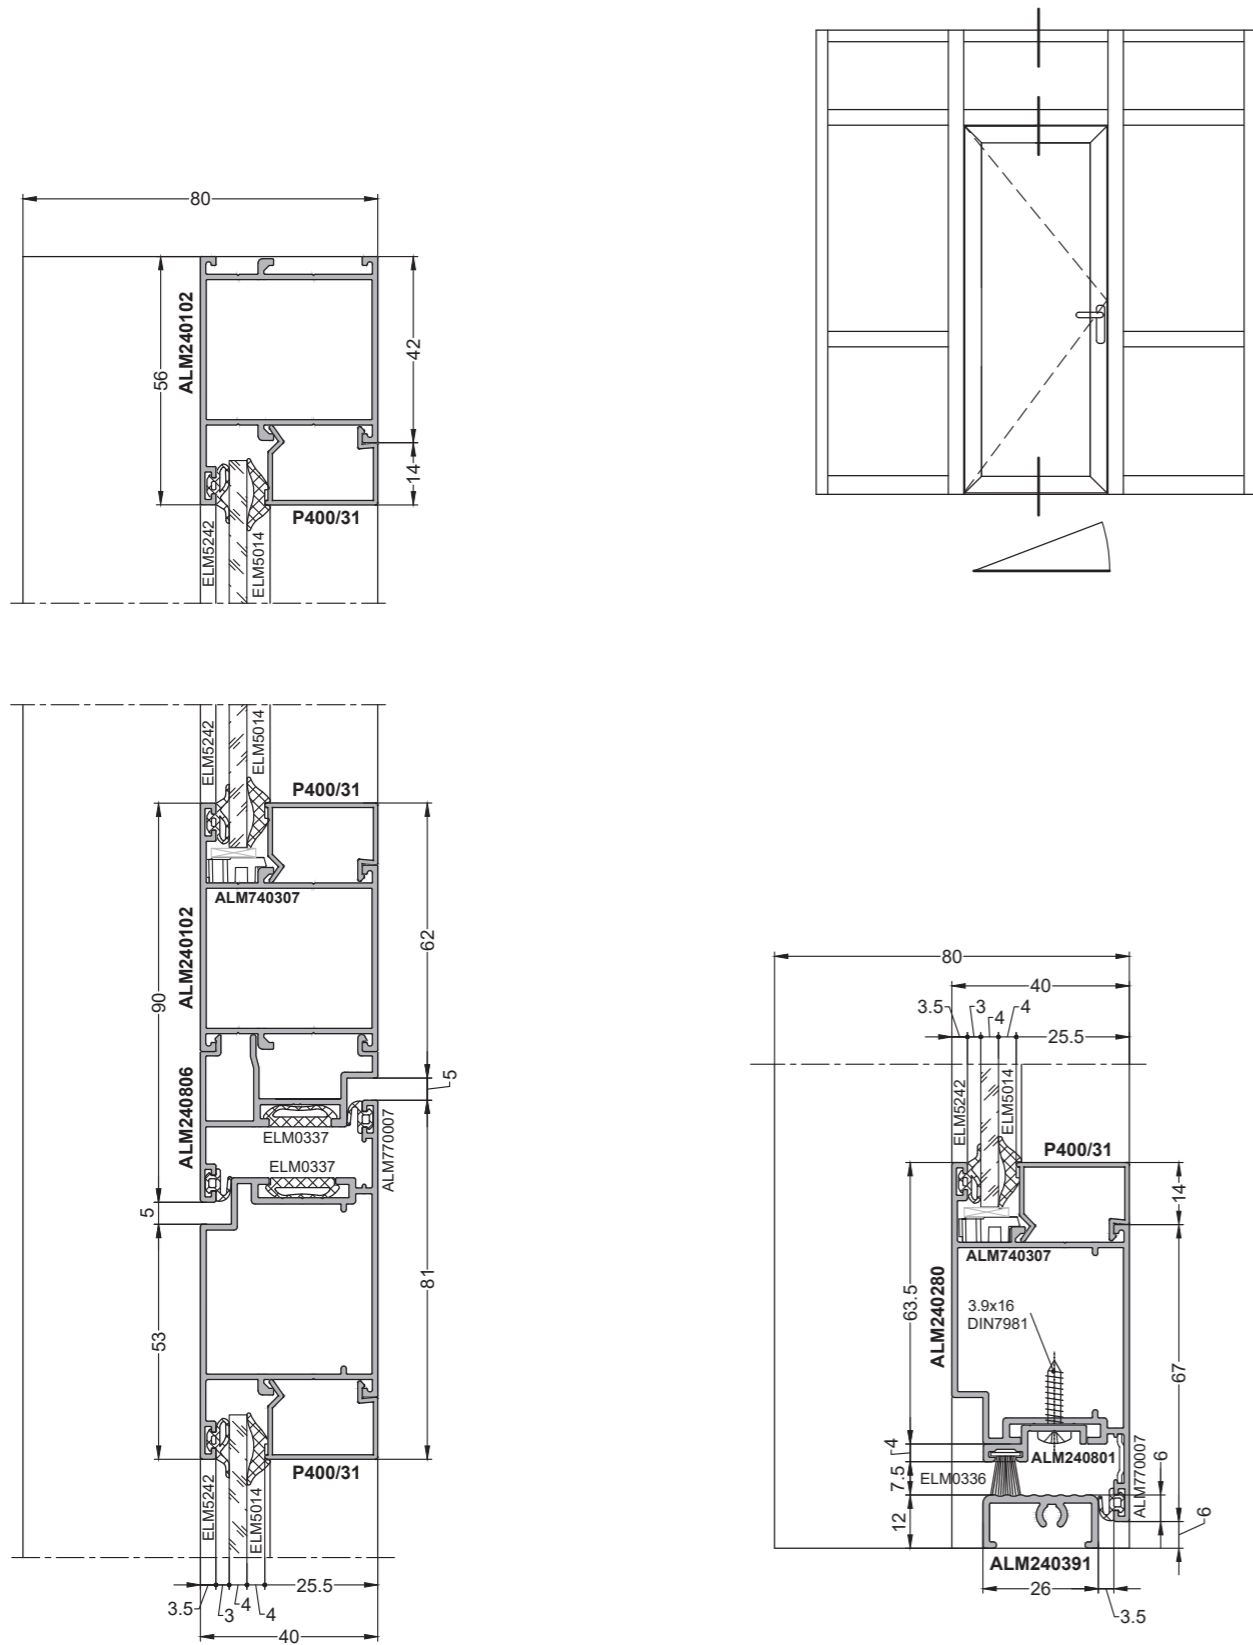 80
ALM240102
56
42
14
P400/31
ELM5242
ELM5014
ELM5242
ELM5014
P400/31
ALM740307
ALM240102
90
62
5
ALM240806
ELM0337
ELM0337
ALM770007
5
53
81
P400/31
ELM5242
ELM5014
3.5
3
4
4
25.5
40
80
40
3.5
3
4
4
25.5
ELM5242
ELM5014
P400/31
14
ALM740307
ALM240280
63.5
3.9x16
DIN7981
67
4
7.5
12
ELM0336
ALM240801
ALM770007
6
6
ALM240391
26
3.5